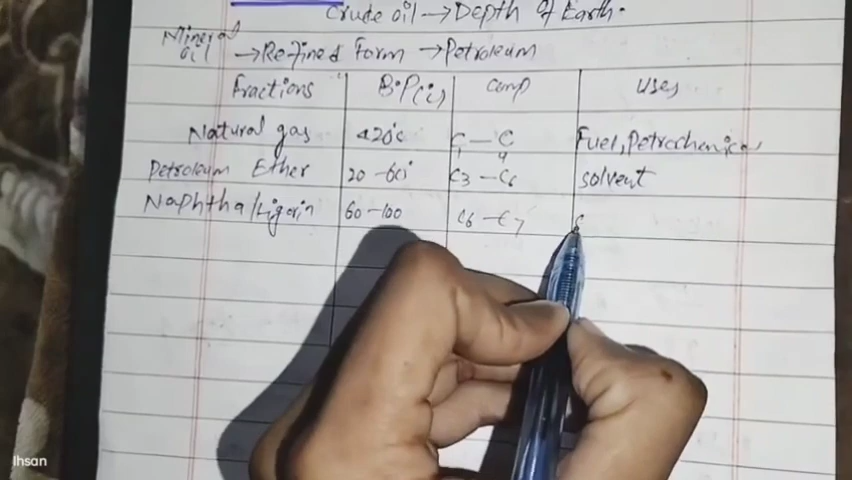 Crude oil → Depth of Earth.
Mineral oil → Refined Form → Petroleum
Fractions B.P(c̊) Comp Uses
Natural gas <20°C C1 — C4 Fuel, Petrochemical
Petroleum Ether 20 - 60° C3 — C6 solvent
Naphtha/Ligorin 60 - 100 C6 — C7 s
Ihsan